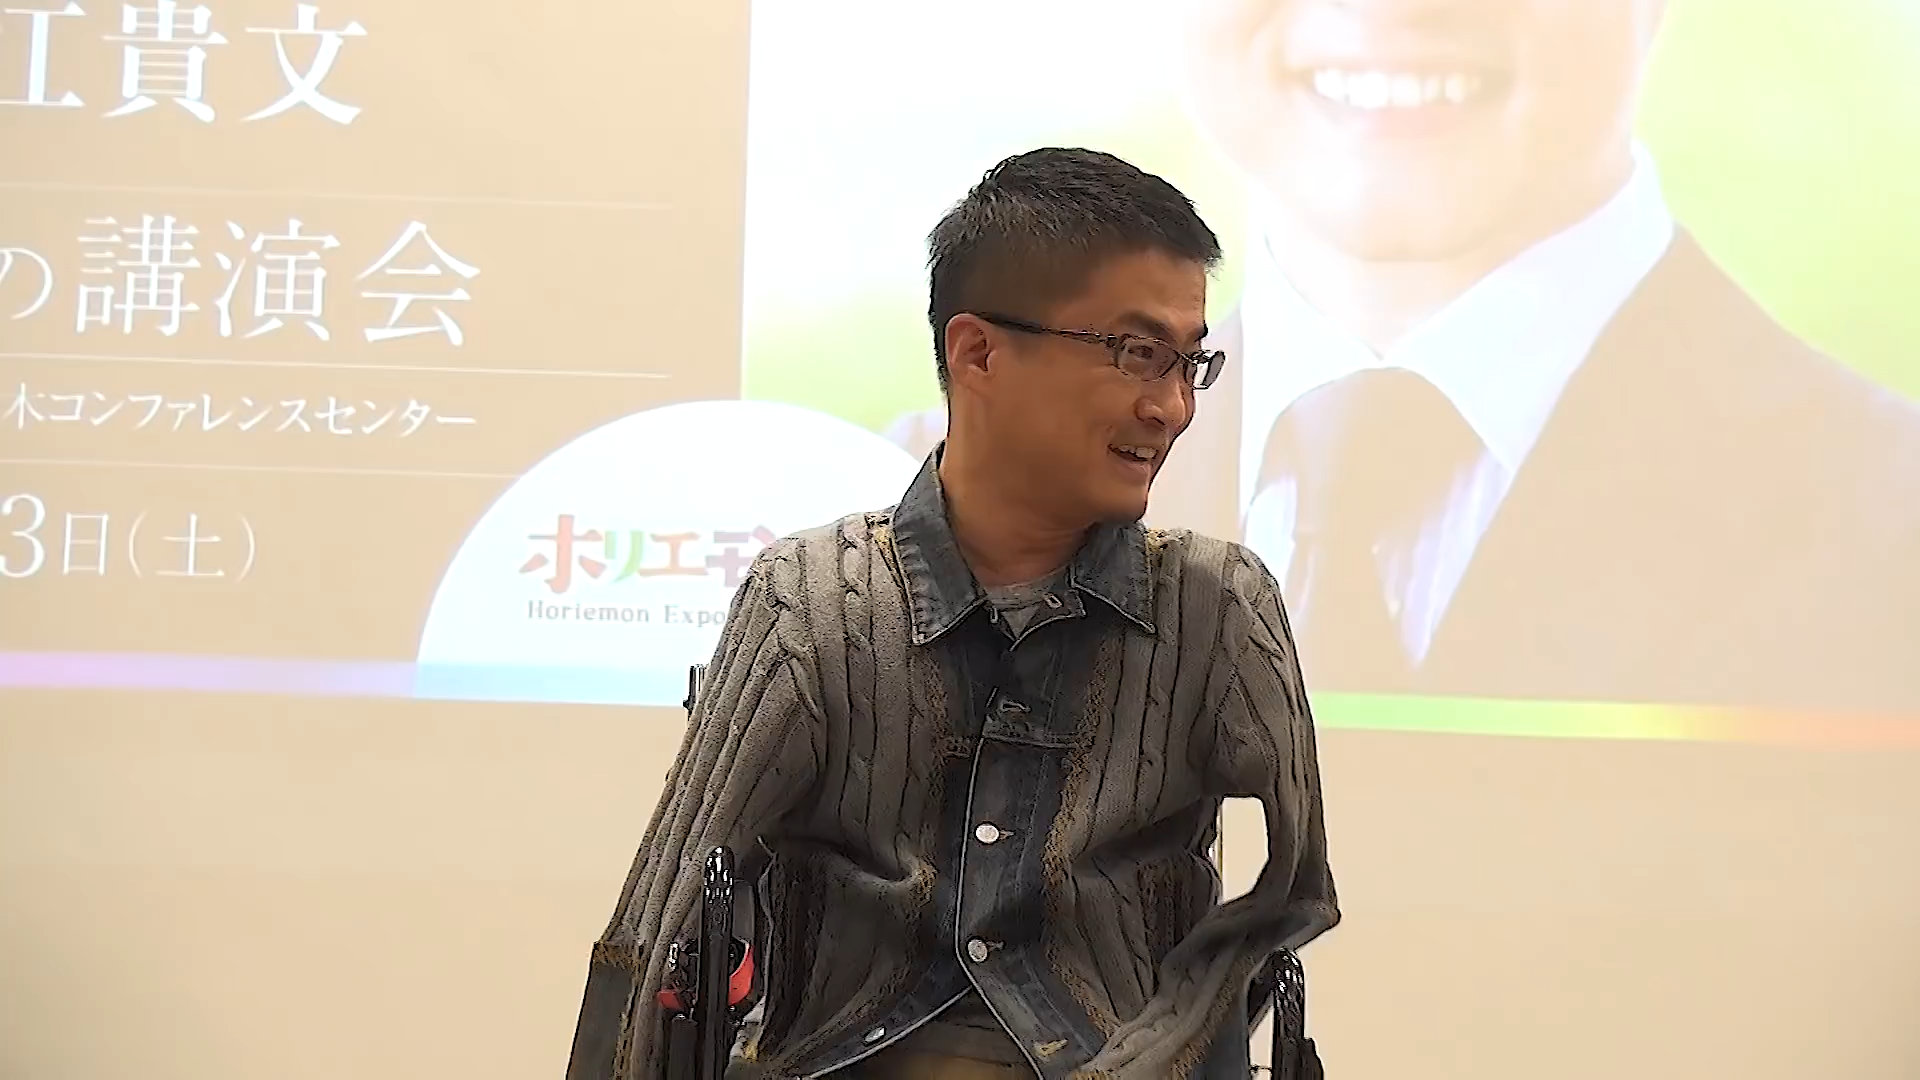 江貴文
の講演会
木コンファレンスセンター
3日(土)
ホリエモ
Horiemon Expo